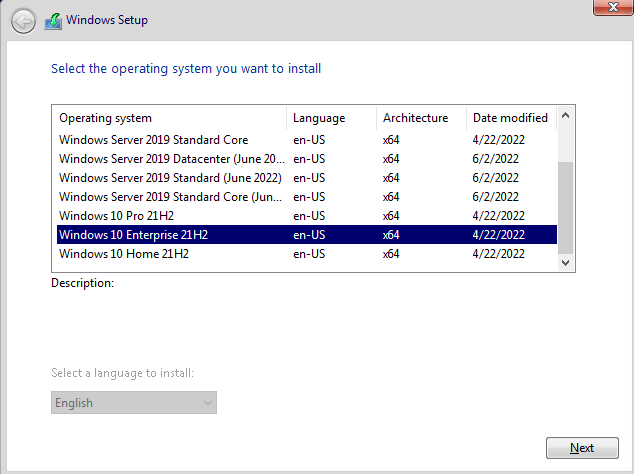 Windows Setup
Select the operating system you want to install
Operating system Language Architecture Date modified
Windows Server 2019 Standard Core en-US x64 4/22/2022
Windows Server 2019 Datacenter (June 20... en-US x64 6/2/2022
Windows Server 2019 Standard (June 2022) en-US x64 6/2/2022
Windows Server 2019 Standard Core (Jun... en-US x64 6/2/2022
Windows 10 Pro 21H2 en-US x64 4/22/2022
Windows 10 Enterprise 21H2 en-US x64 4/22/2022
Windows 10 Home 21H2 en-US x64 4/22/2022
Description:
Select a language to install:
English
Next